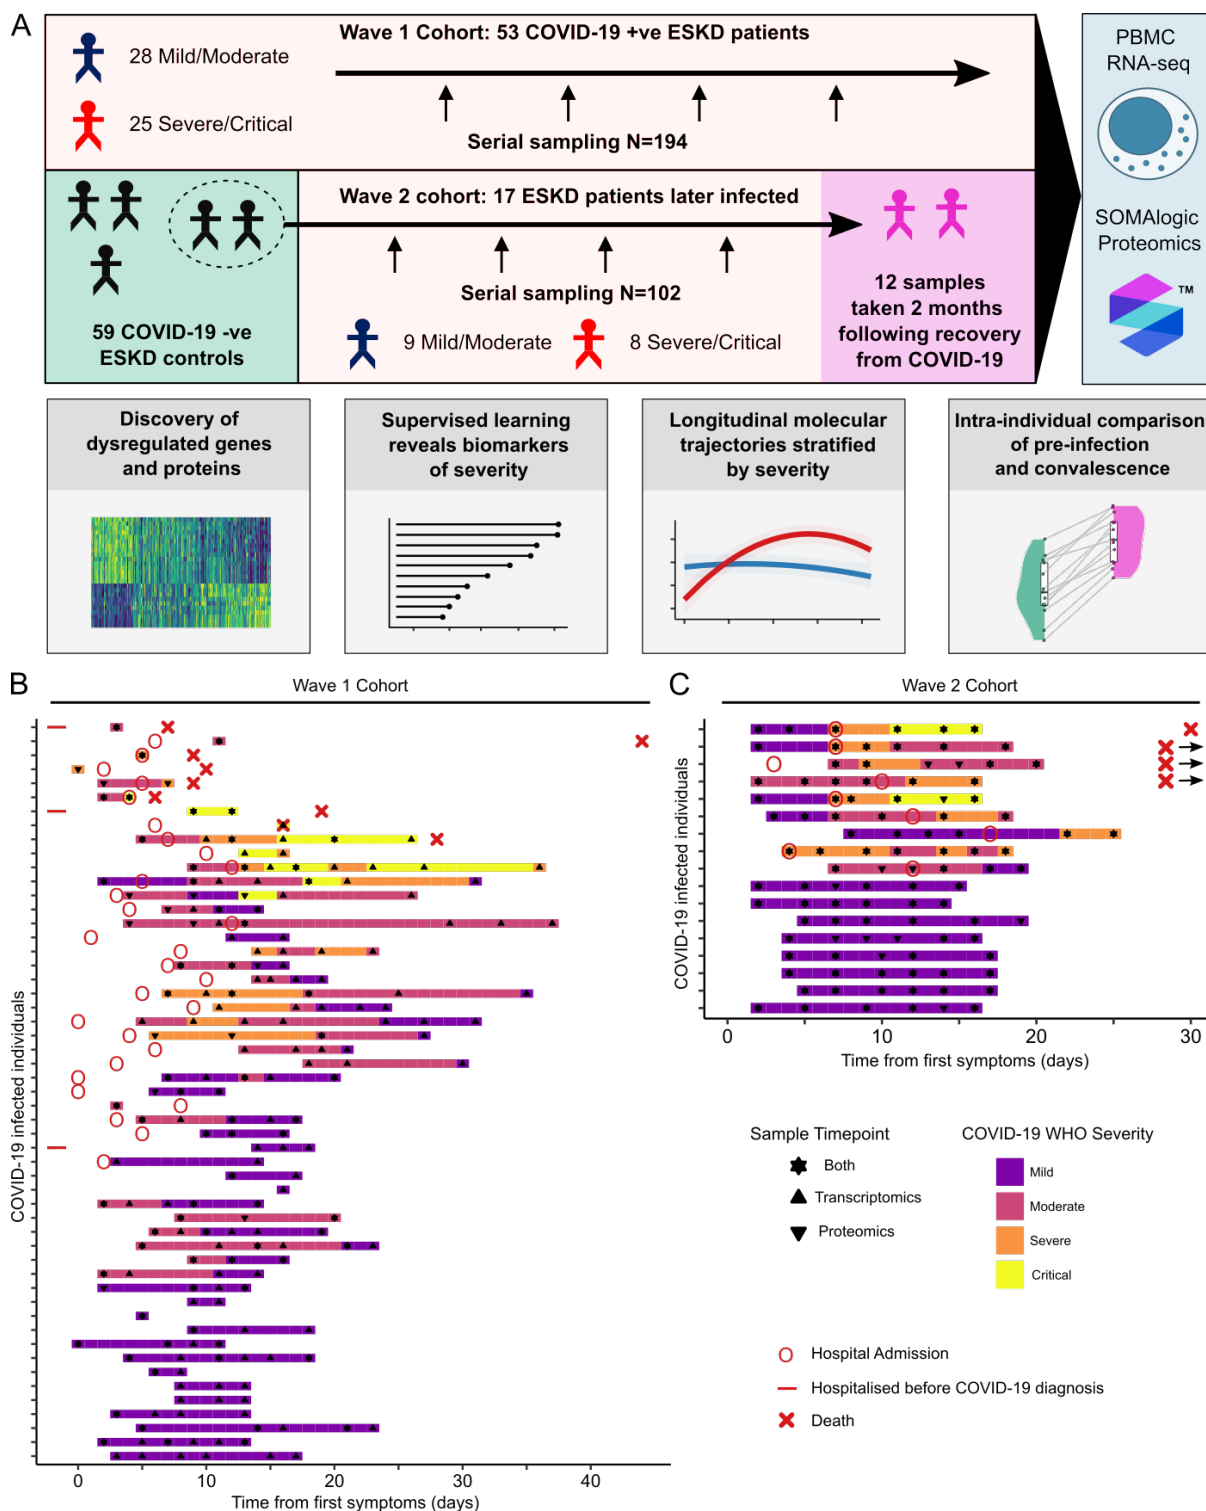 A
Wave 1 Cohort: 53 COVID-19 +ve ESKD patients
28 Mild/Moderate
25 Severe/Critical
Serial sampling N=194
PBMC
RNA-seq
Wave 2 cohort: 17 ESKD patients later infected
Serial sampling N=102
9 Mild/Moderate
8 Severe/Critical
59 COVID-19 -ve
ESKD controls
12 samples
taken 2 months
following recovery
from COVID-19
SOMAlogic
Proteomics
TM
Discovery of
dysregulated genes
and proteins
Supervised learning
reveals biomarkers
of severity
Longitudinal molecular
trajectories stratified
by severity
Intra-individual comparison
of pre-infection
and convalescence
B
Wave 1 Cohort
COVID-19 infected individuals
0 10 20 30 40
Time from first symptoms (days)
C
Wave 2 Cohort
COVID-19 infected individuals
0 10 20 30
Time from first symptoms (days)
Sample Timepoint
Both
Transcriptomics
Proteomics
COVID-19 WHO Severity
Mild
Moderate
Severe
Critical
Hospital Admission
Hospitalised before COVID-19 diagnosis
Death